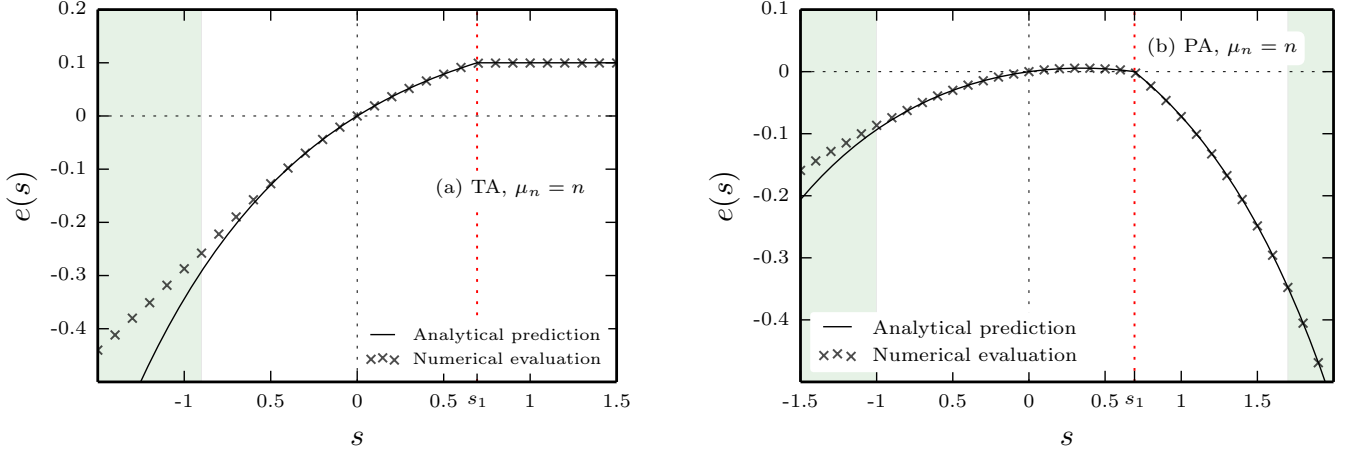 0.2
0.1
0
-0.1
-0.2
-0.3
-0.4
e(s)
(a) TA, μₙ = n
Analytical prediction
Numerical evaluation
-1 0.5 0 0.5 s₁ 1 1.5
s
0.1
0
-0.1
-0.2
-0.3
-0.4
e(s)
(b) PA, μₙ = n
Analytical prediction
Numerical evaluation
-1.5 -1 0.5 0 0.5 s₁ 1 1.5
s